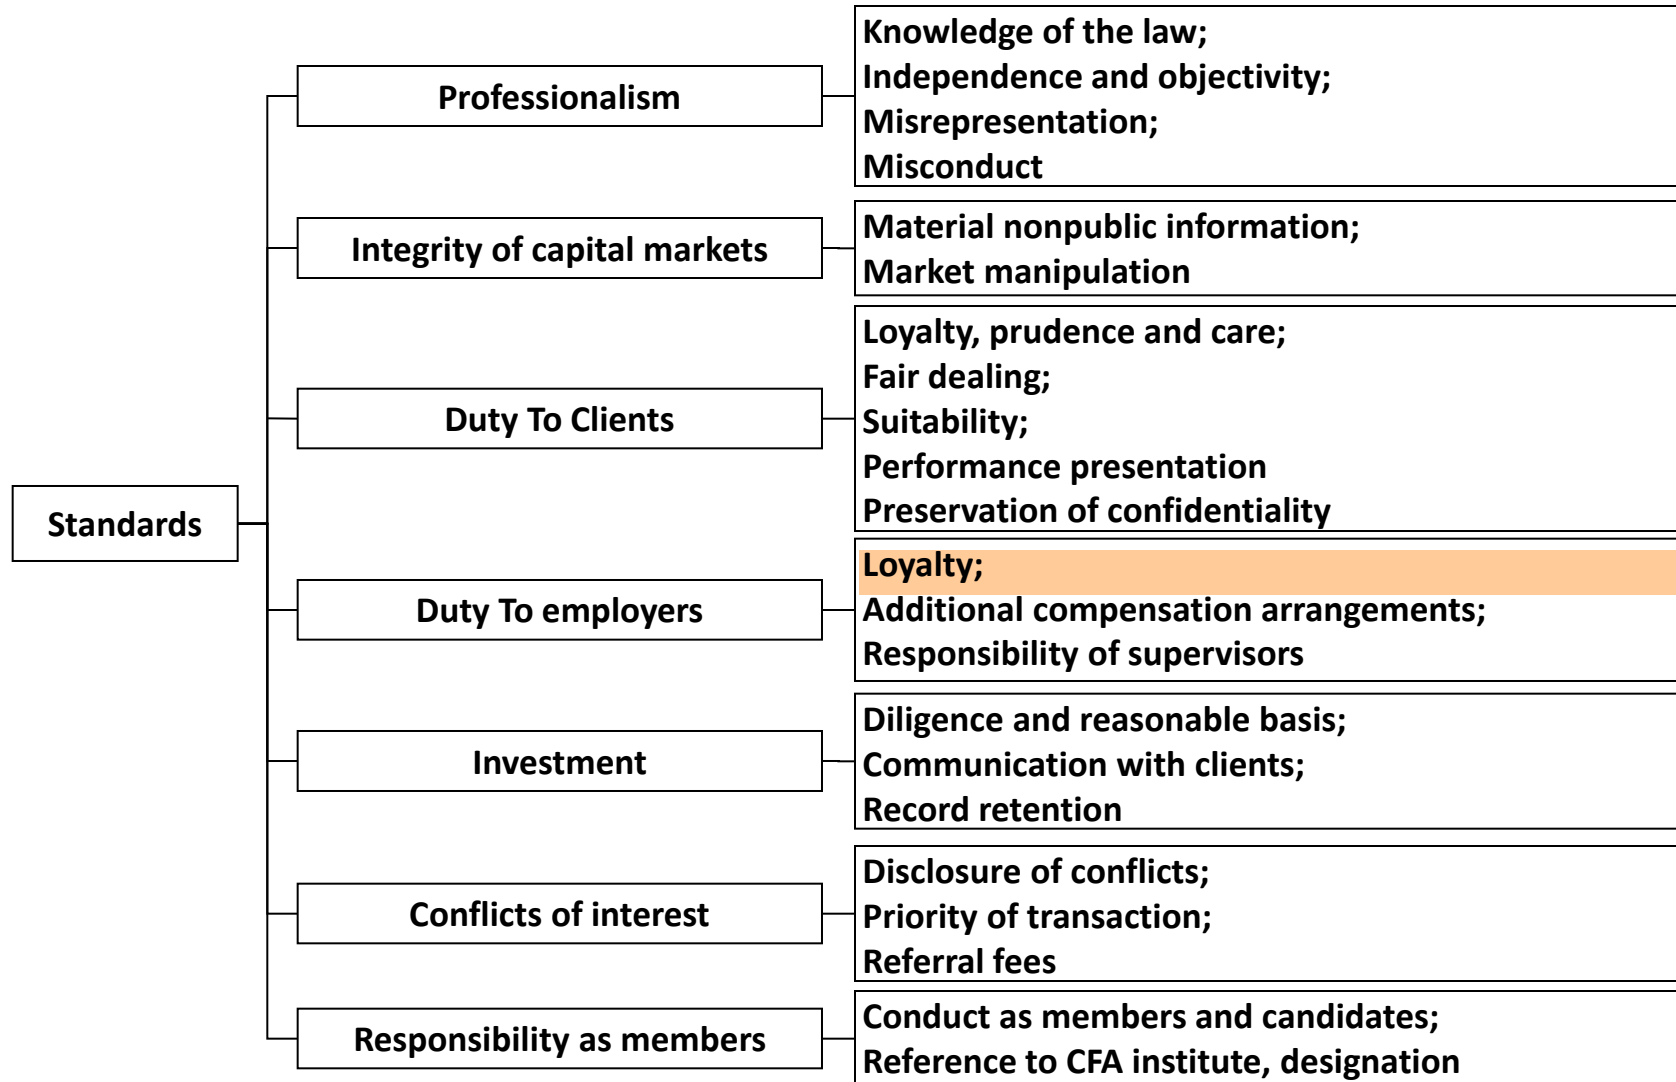 Standards
Professionalism
Knowledge of the law;
Independence and objectivity;
Misrepresentation;
Misconduct
Integrity of capital markets
Material nonpublic information;
Market manipulation
Duty To Clients
Loyalty, prudence and care;
Fair dealing;
Suitability;
Performance presentation
Preservation of confidentiality
Duty To employers
Loyalty;
Additional compensation arrangements;
Responsibility of supervisors
Investment
Diligence and reasonable basis;
Communication with clients;
Record retention
Conflicts of interest
Disclosure of conflicts;
Priority of transaction;
Referral fees
Responsibility as members
Conduct as members and candidates;
Reference to CFA institute, designation